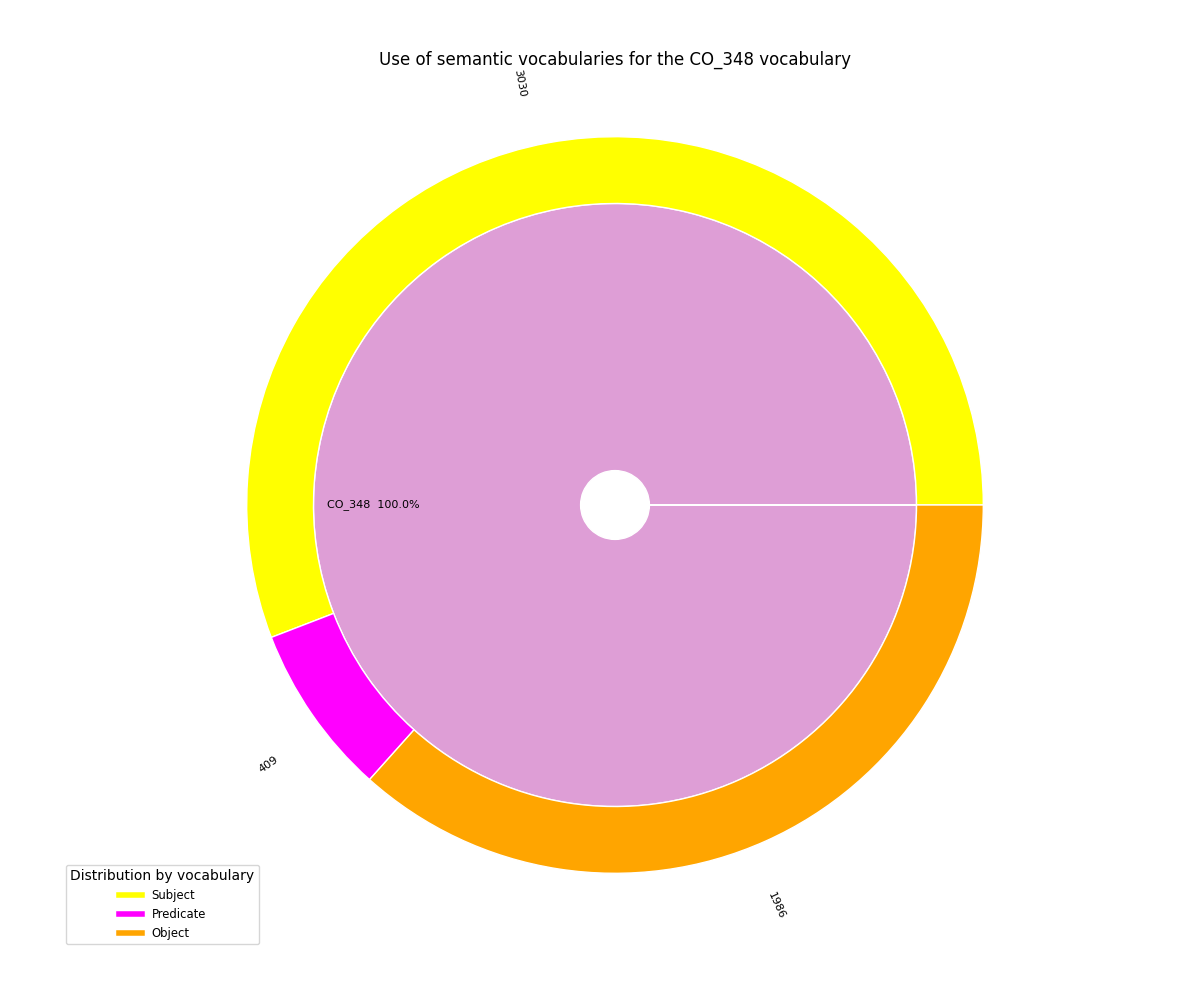 Use of semantic vocabularies for the CO_348 vocabulary
3030
CO_348 100.0%
409
1986
Distribution by vocabulary
Subject
Predicate
Object